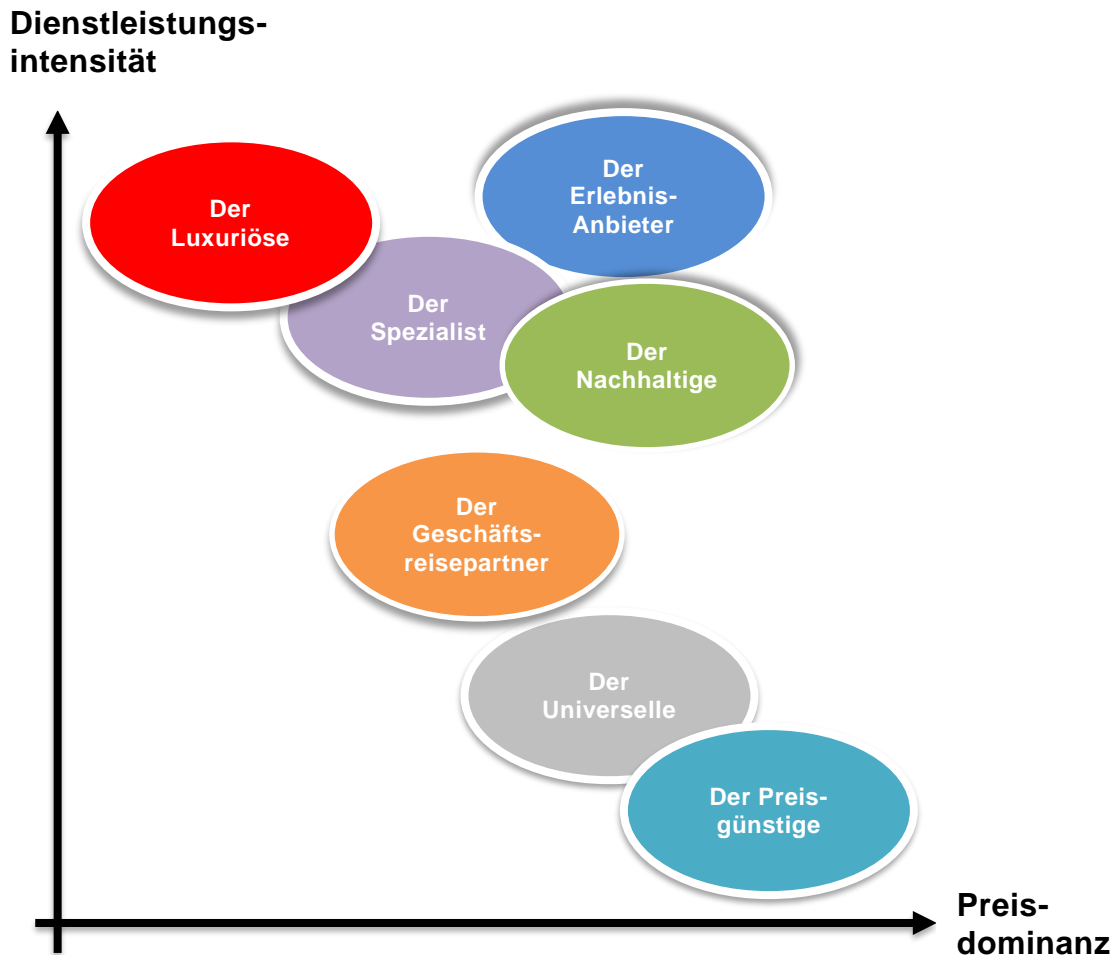 Dienstleistungs-
intensität
Der
Erlebnis-
Anbieter
Der
Luxuriöse
Der
Spezialist
Der
Nachhaltige
Der
Geschäfts-
reisepartner
Der
Universelle
Der Preis-
günstige
Preis-
dominanz